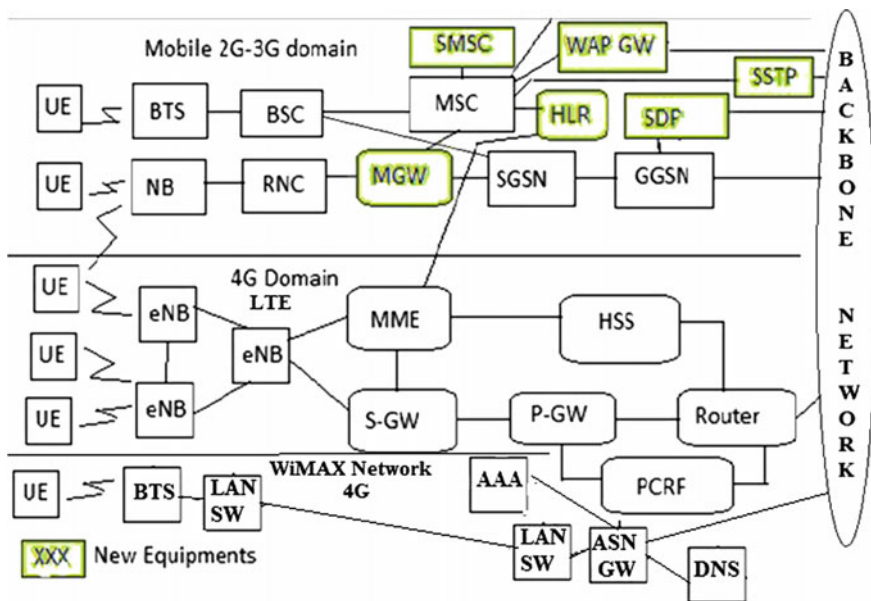 Mobile 2G-3G domain
SMSC
WAP GW
SSTP
UE
BTS
BSC
MSC
HLR
SDP
UE
NB
RNC
MGW
SGSN
GGSN
BACKBONE
NETWORK
4G Domain
LTE
UE
eNB
eNB
MME
HSS
UE
UE
eNB
S-GW
P-GW
Router
WiMAX Network
4G
UE
BTS
LAN
SW
AAA
PCRF
LAN
SW
ASN
GW
DNS
XXX New Equipments